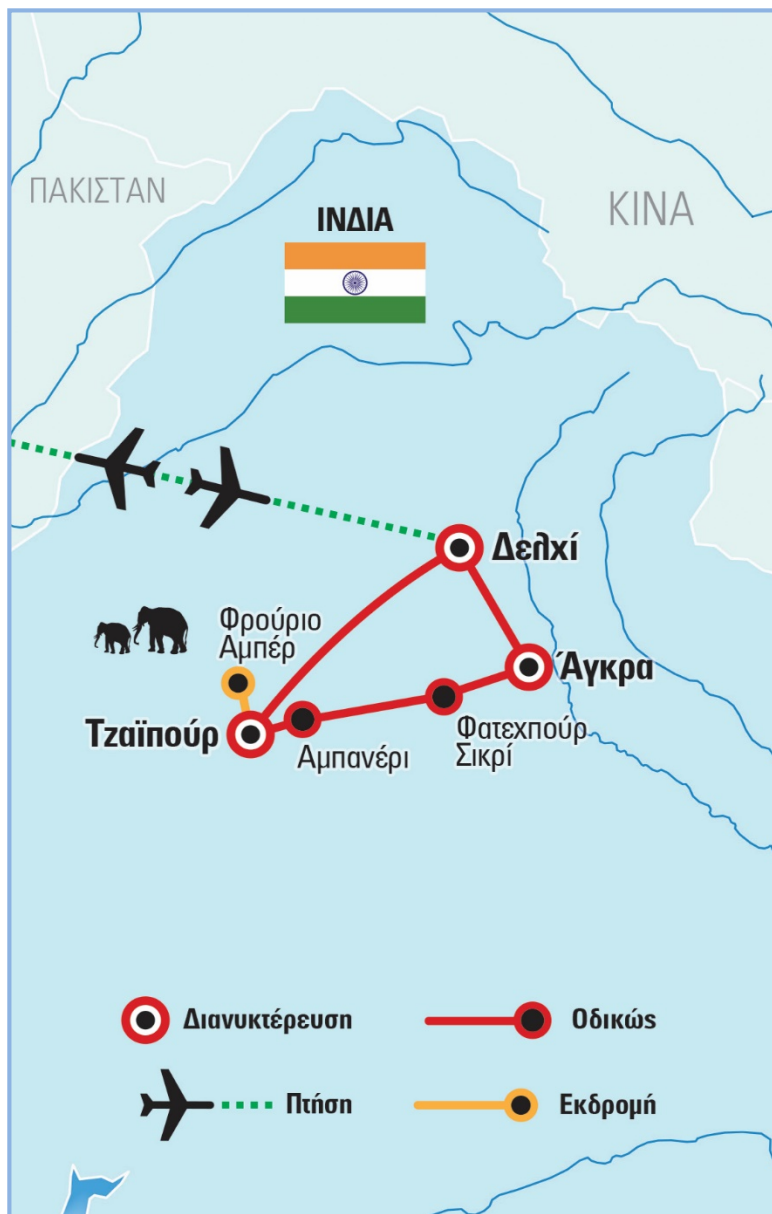 ΠΑΚΙΣΤΑΝ
ΚΙΝΑ
ΙΝΔΙΑ
Δελχί
Φρούριο
Αμπέρ
Άγκρα
Τζαϊπούρ
Αμπανέρι
Φατεχπούρ
Σικρί
Διανυκτέρευση
Οδικώς
Πτήση
Εκδρομή